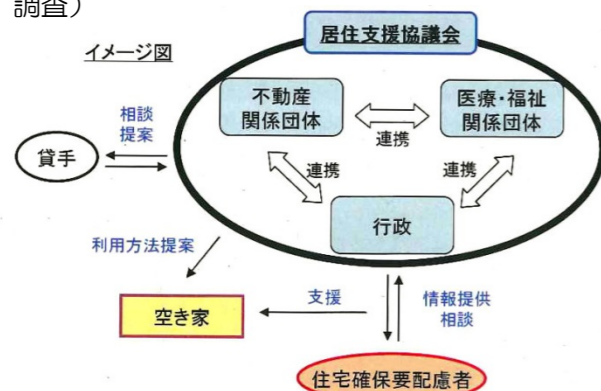 調査）
居住支援協議会
イメージ図
不動産
関係団体
医療・福祉
関係団体
連携
相談
提案
貸手
連携
連携
行政
利用方法提案
空き家
支援
情報提供
相談
住宅確保要配慮者